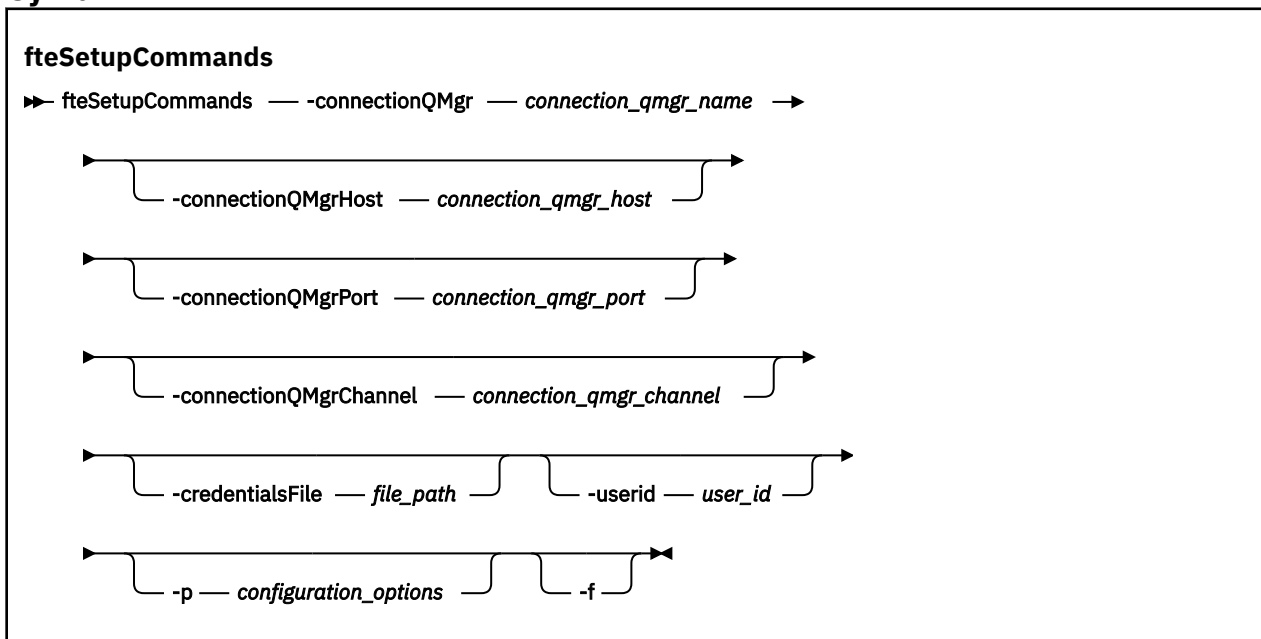 fteSetupCommands
fteSetupCommands -connectionQMgr connection_qmgr_name
-connectionQMgrHost connection_qmgr_host
-connectionQMgrPort connection_qmgr_port
-connectionQMgrChannel connection_qmgr_channel
-credentialsFile file_path -userid user_id
-p configuration_options -f